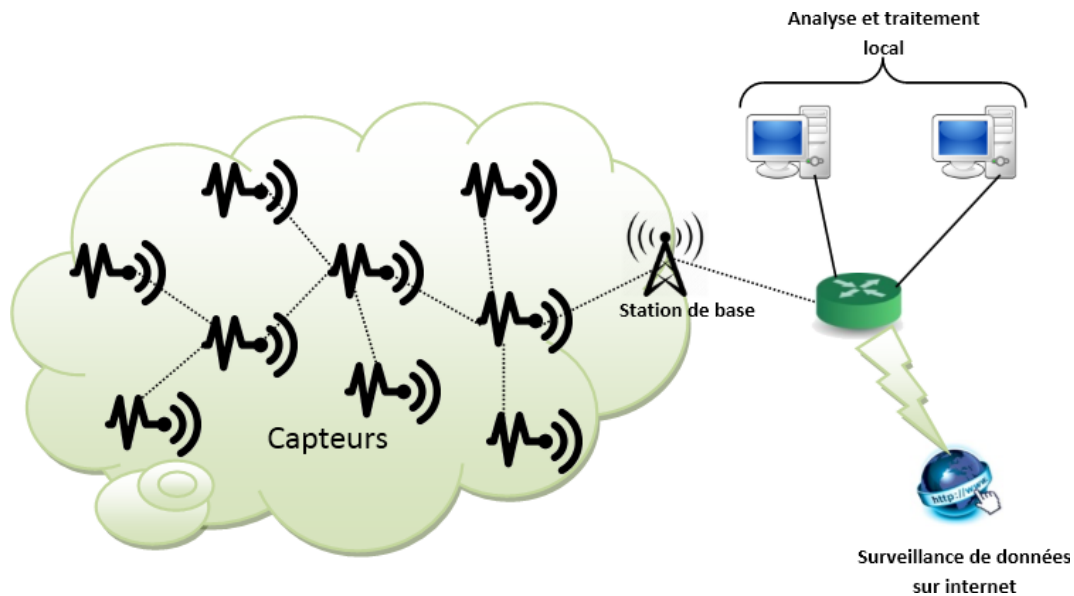 Analyse et traitement
local
Station de base
Capteurs
http://www.
Surveillance de données
sur internet